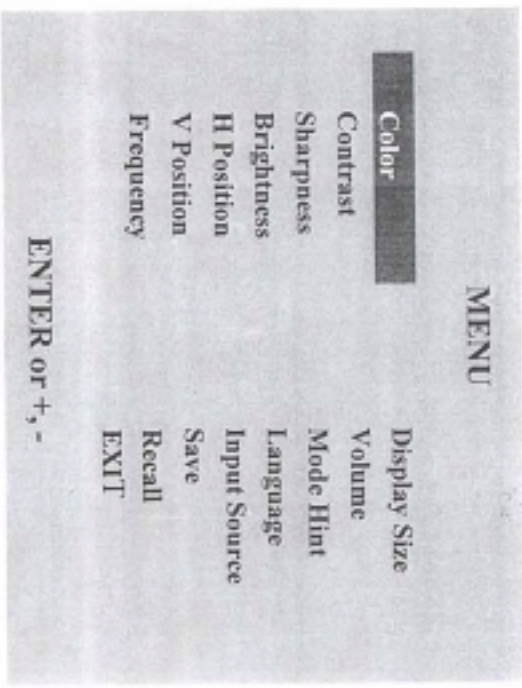 MENU
Color Display Size
Contrast Volume
Sharpness Mode Hint
Brightness Language
H Position Input Source
V Position Save
Frequency Recall
EXIT
ENTER or +, -